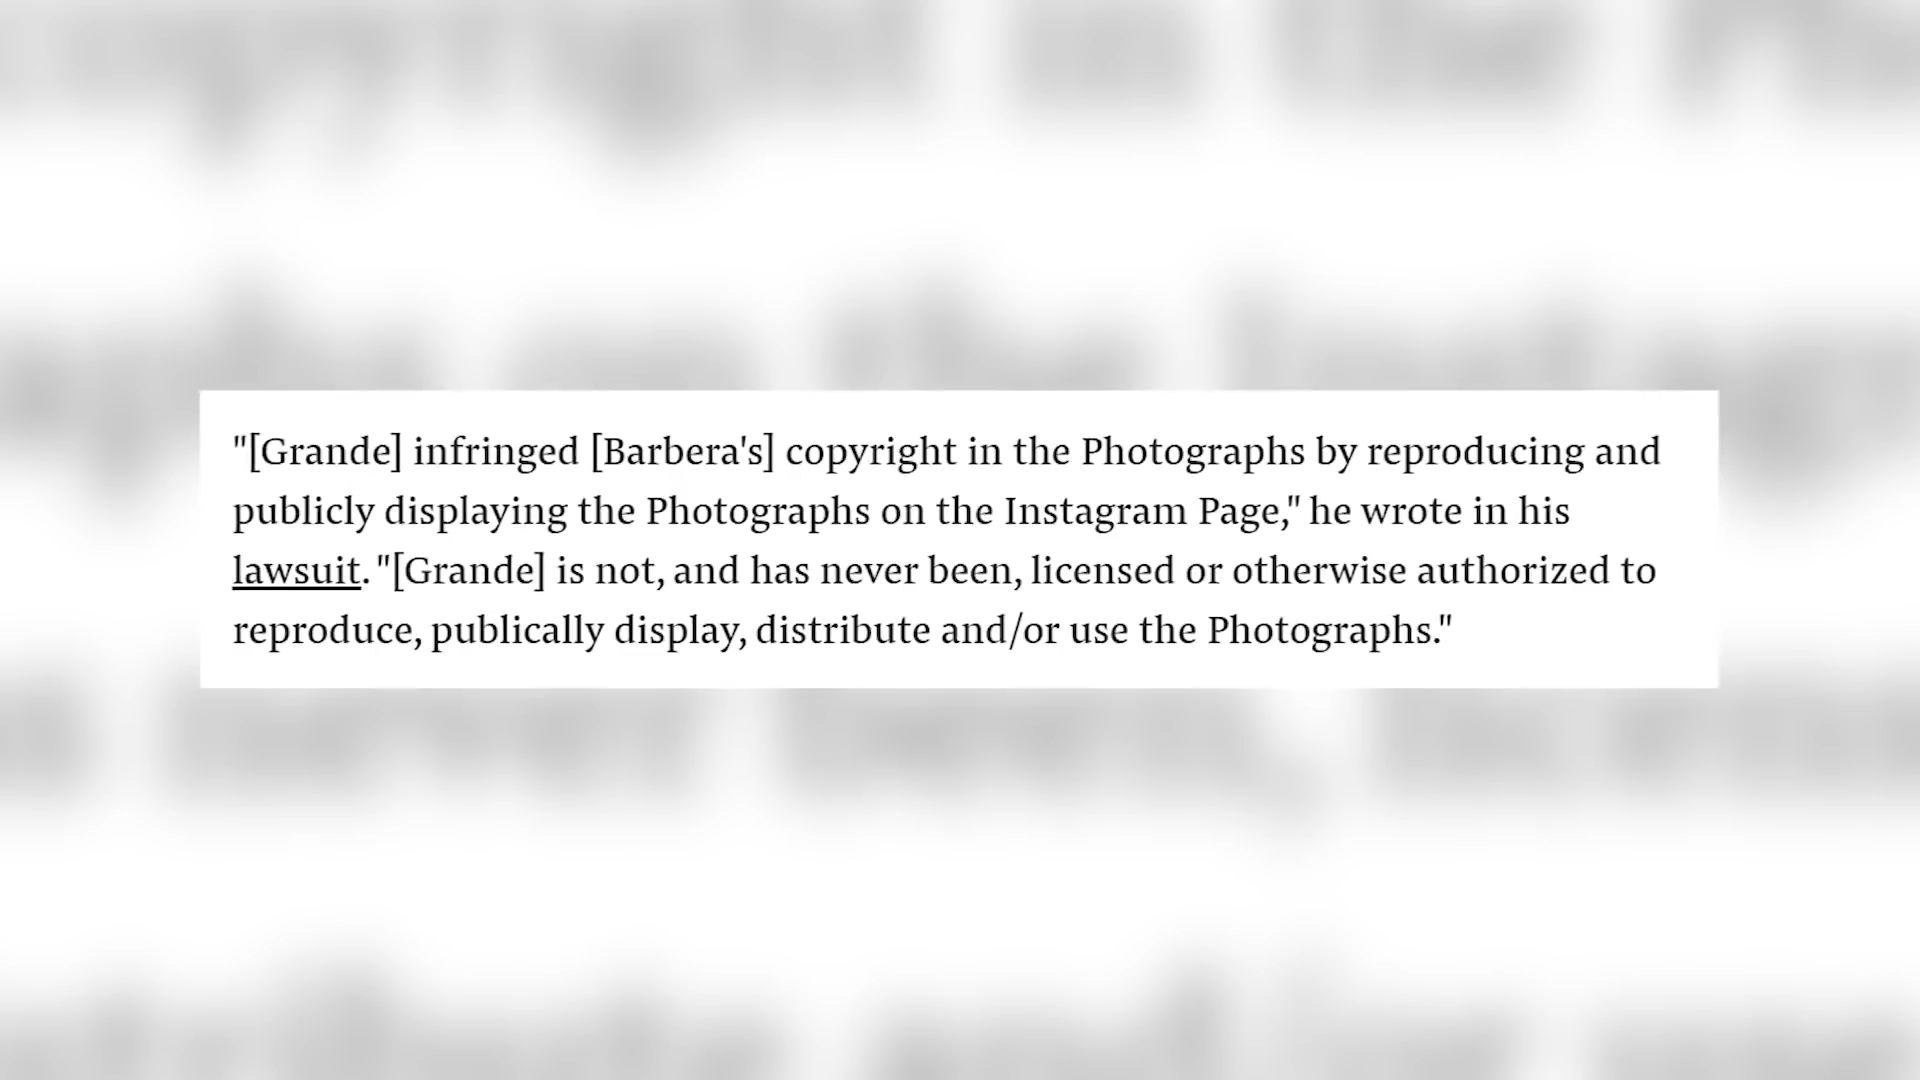 "[Grande] infringed [Barbera's] copyright in the Photographs by reproducing and
publicly displaying the Photographs on the Instagram Page," he wrote in his
lawsuit. "[Grande] is not, and has never been, licensed or otherwise authorized to
reproduce, publically display, distribute and/or use the Photographs."